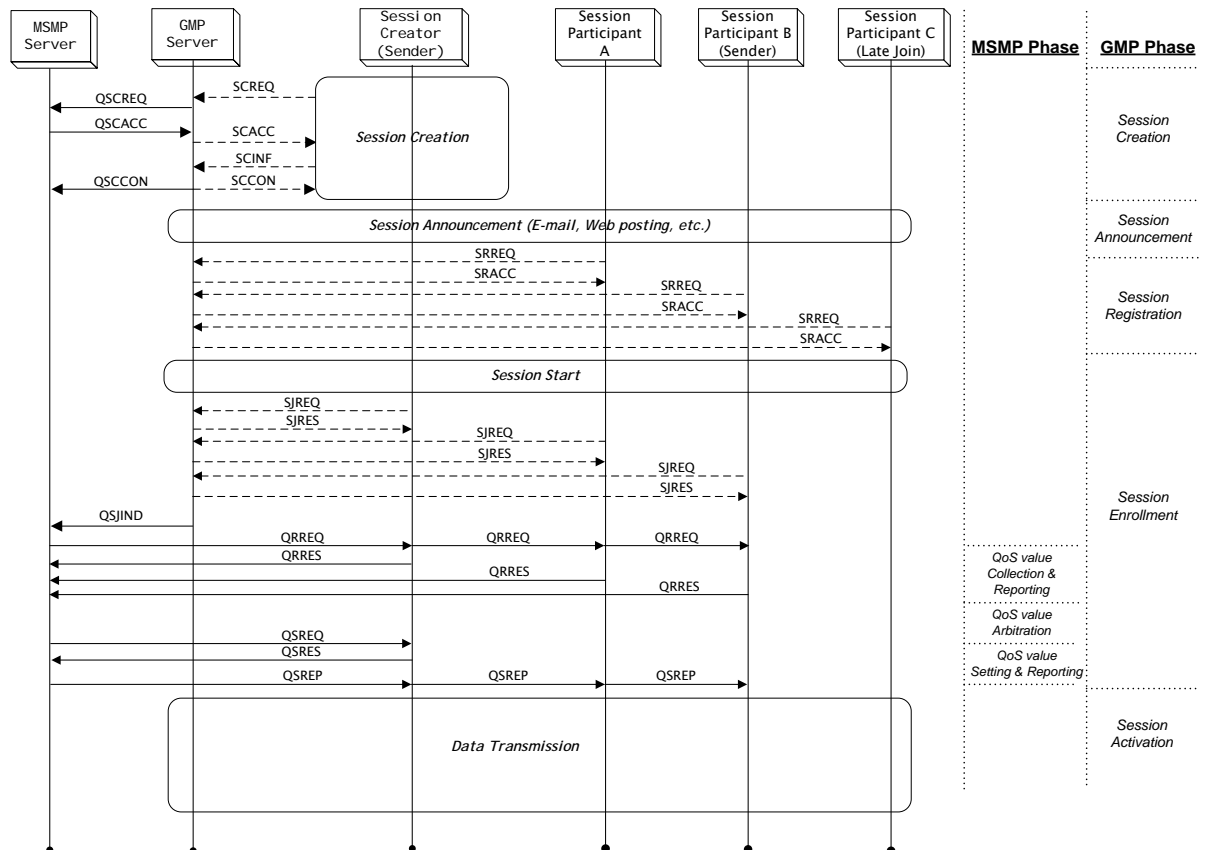 MSMP
Server
GMP
Server
Session
Creator
(Sender)
Session
Participant
A
Session
Participant B
(Sender)
Session
Participant C
(Late Join)
MSMP Phase
GMP Phase
SCREQ
QSCREQ
QSCACC
SCACC
Session Creation
SCINF
QSCCON
SCCON
Session
Creation
Session Announcement (E-mail, Web posting, etc.)
Session
Announcement
SRREQ
SRACC
SRREQ
SRACC
SRREQ
SRACC
Session
Registration
Session Start
SJREQ
SJRES
SJREQ
SJRES
SJREQ
SJRES
QSJIND
Session
Enrollment
QRREQ
QRREQ
QRREQ
QRRES
QRRES
QRRES
QoS value
Collection &
Reporting
QoS value
Arbitration
QSREQ
QSRES
QSREP
QSREP
QSREP
QoS value
Setting & Reporting
Data Transmission
Session
Activation